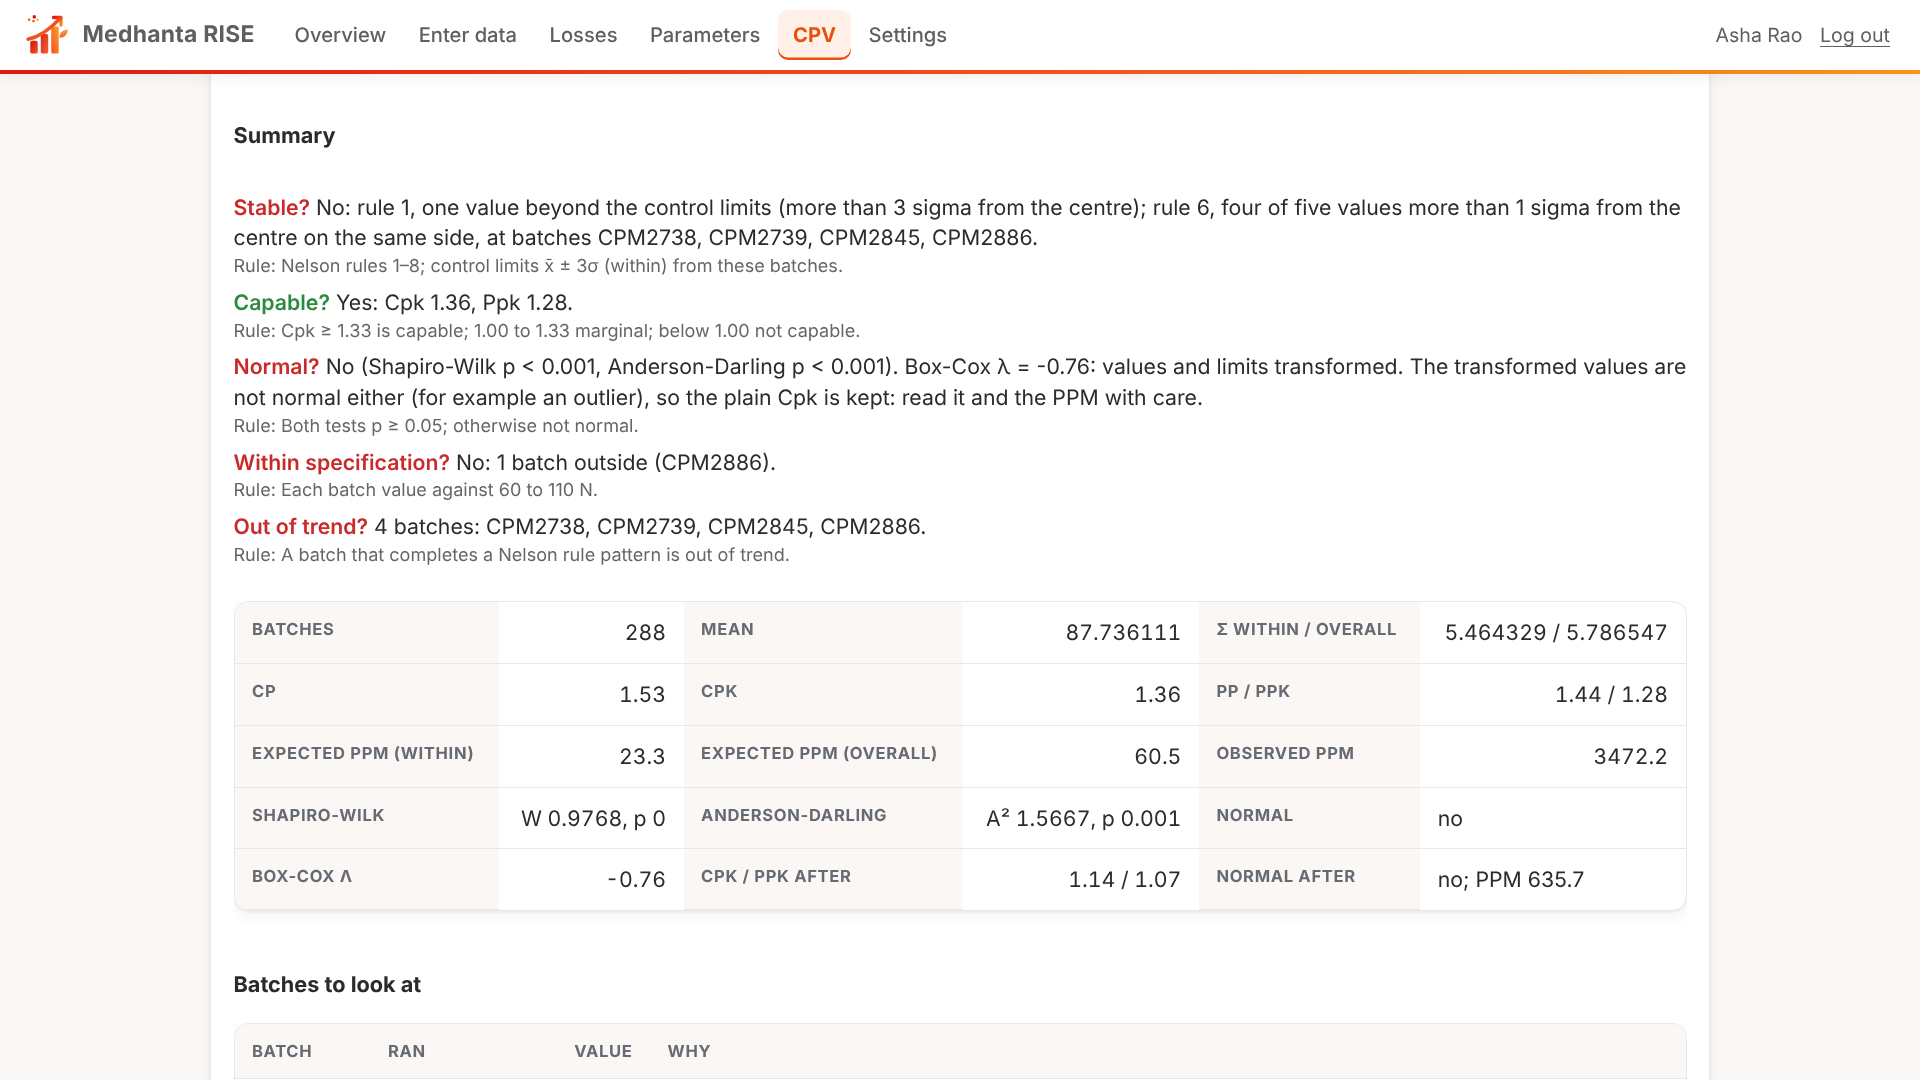 Medhanta RISE Overview Enter data Losses Parameters CPV Settings Asha Rao Log out
Summary
Stable? No: rule 1, one value beyond the control limits (more than 3 sigma from the centre); rule 6, four of five values more than 1 sigma from the
centre on the same side, at batches CPM2738, CPM2739, CPM2845, CPM2886.
Rule: Nelson rules 1–8; control limits x̄ ± 3σ (within) from these batches.
Capable? Yes: Cpk 1.36, Ppk 1.28.
Rule: Cpk ≥ 1.33 is capable; 1.00 to 1.33 marginal; below 1.00 not capable.
Normal? No (Shapiro-Wilk p < 0.001, Anderson-Darling p < 0.001). Box-Cox λ = -0.76: values and limits transformed. The transformed values are
not normal either (for example an outlier), so the plain Cpk is kept: read it and the PPM with care.
Rule: Both tests p ≥ 0.05; otherwise not normal.
Within specification? No: 1 batch outside (CPM2886).
Rule: Each batch value against 60 to 110 N.
Out of trend? 4 batches: CPM2738, CPM2739, CPM2845, CPM2886.
Rule: A batch that completes a Nelson rule pattern is out of trend.
BATCHES 288 MEAN 87.736111 Σ WITHIN / OVERALL 5.464329 / 5.786547
CP 1.53 CPK 1.36 PP / PPK 1.44 / 1.28
EXPECTED PPM (WITHIN) 23.3 EXPECTED PPM (OVERALL) 60.5 OBSERVED PPM 3472.2
SHAPIRO-WILK W 0.9768, p 0 ANDERSON-DARLING A² 1.5667, p 0.001 NORMAL no
BOX-COX Λ -0.76 CPK / PPK AFTER 1.14 / 1.07 NORMAL AFTER no; PPM 635.7
Batches to look at
BATCH RAN VALUE WHY